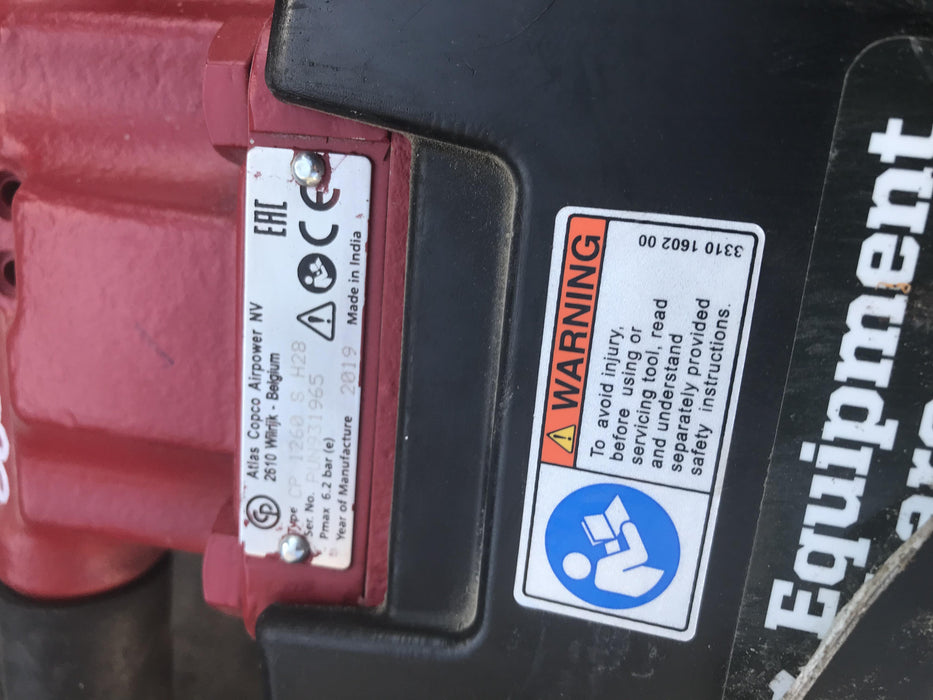 CP
Atlas Copco Airpower NV
2610 Wilrijk - Belgium
EAC
Type CP 1260 S H28
Ser. No. PUN931965
Pmax 6.2 bar (e)
Year of Manufacture 2019
CE
Made in India
WARNING
To avoid injury,
before using or
servicing tool, read
and understand
separately provided
safety instructions.
3310 1602 00
Equipment